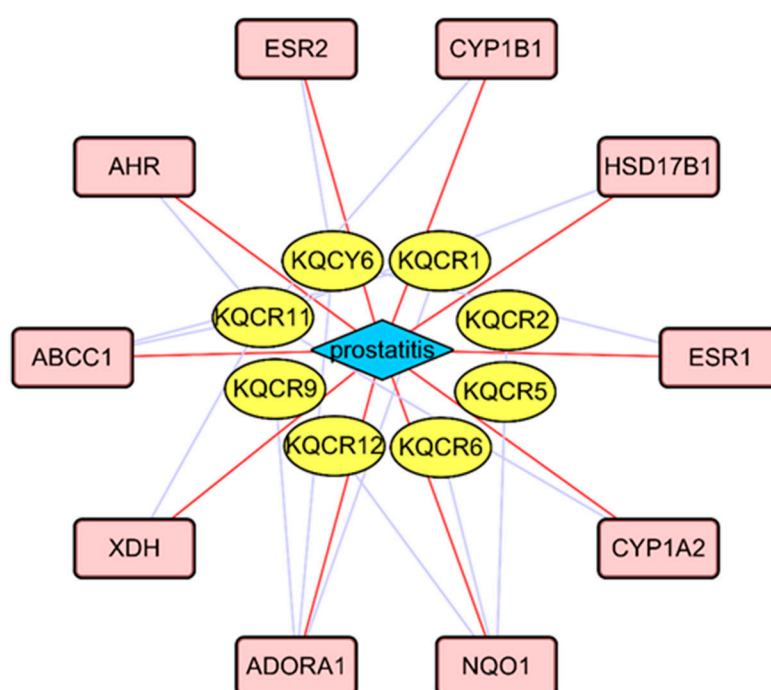 ESR2
CYP1B1
AHR
HSD17B1
KQCY6
KQCR1
KQCR11
KQCR2
ABCC1
prostatitis
ESR1
KQCR9
KQCR5
KQCR12
KQCR6
XDH
CYP1A2
ADORA1
NQO1